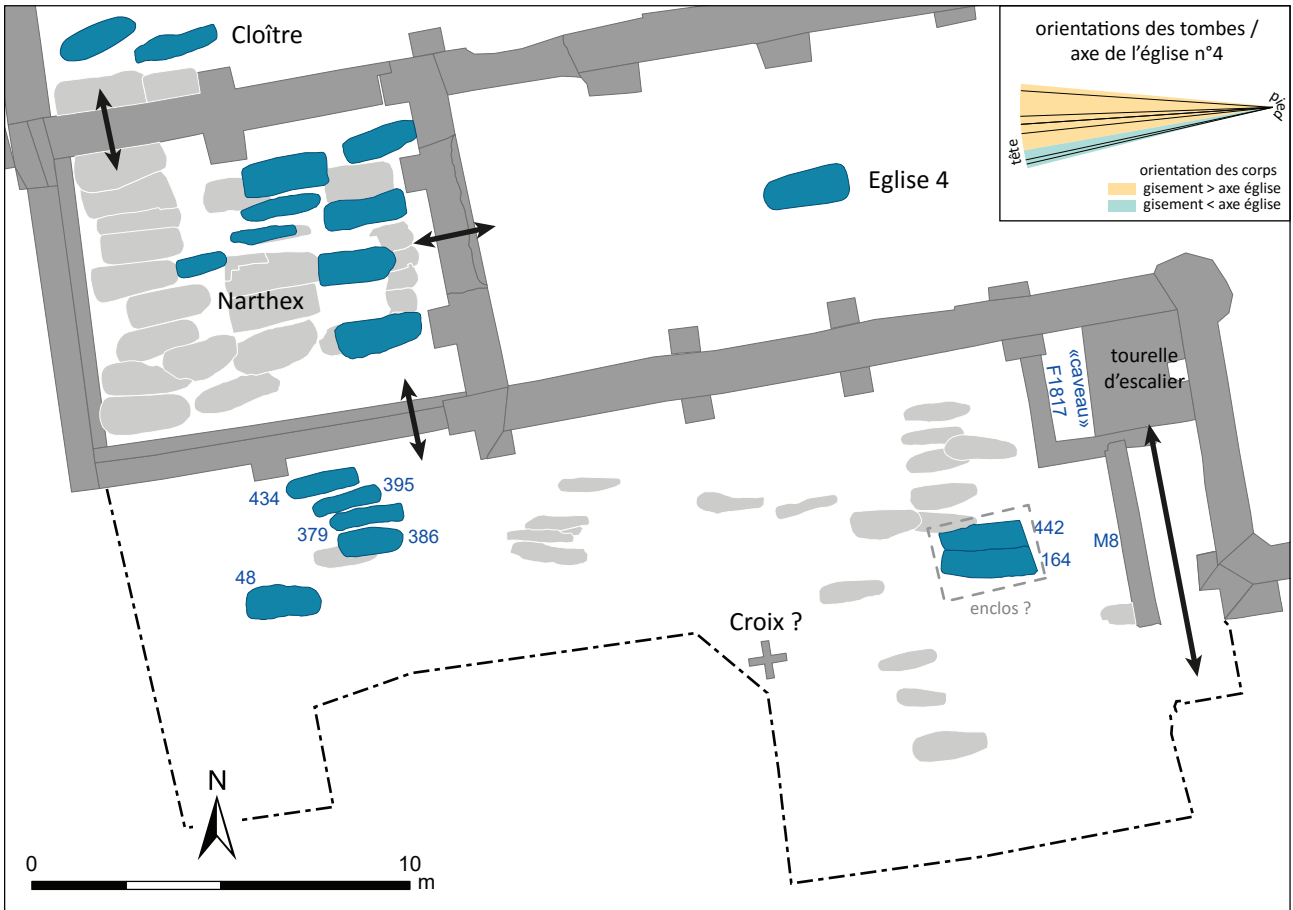 Cloître
orientations des tombes /
axe de l'église n°4
pied
tête
orientation des corps
gisement > axe église
gisement < axe église
Eglise 4
Narthex
«caveau»
F1817
tourelle
d'escalier
434
395
379
386
48
442
164
M8
enclos ?
Croix ?
N
0
10
m